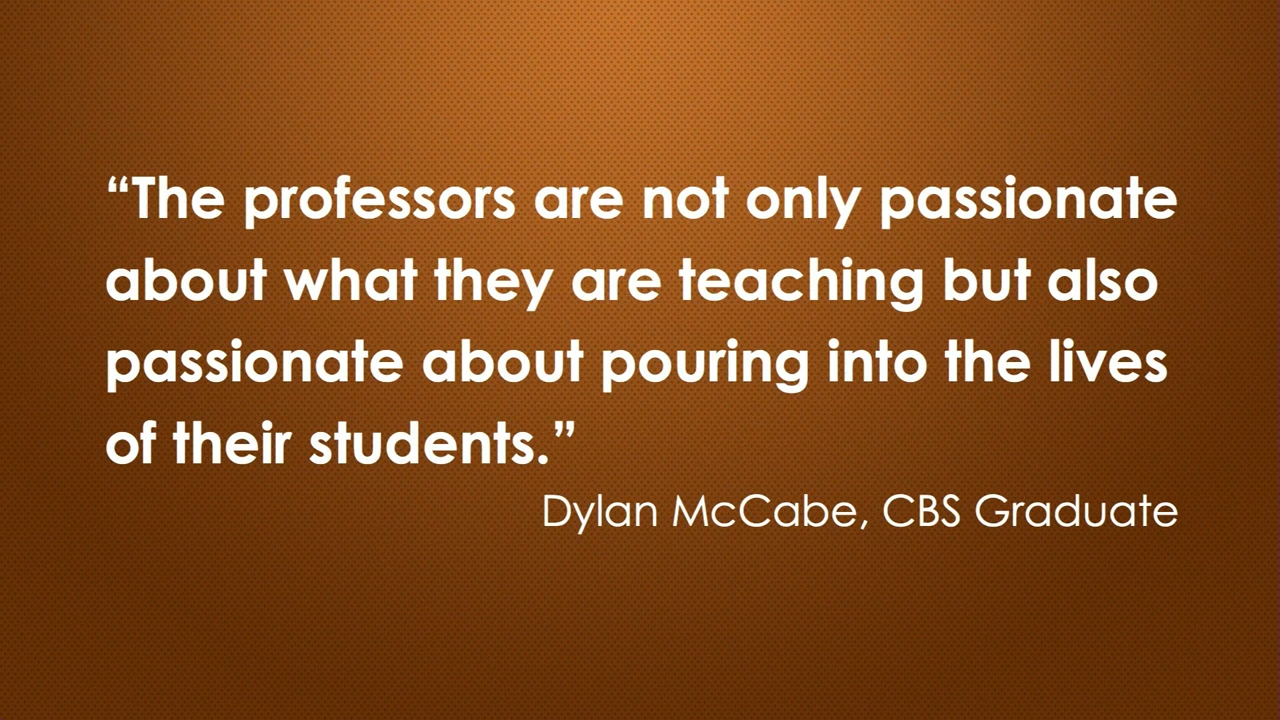 “The professors are not only passionate
about what they are teaching but also
passionate about pouring into the lives
of their students.”
Dylan McCabe, CBS Graduate